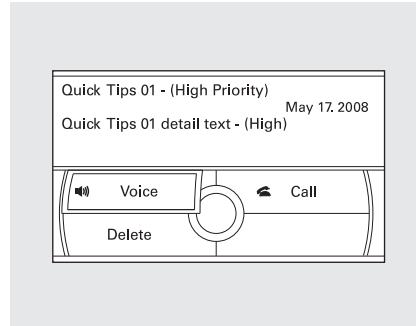 Quick Tips 01 - (High Priority)
May 17. 2008
Quick Tips 01 detail text - (High)
Voice
Call
Delete